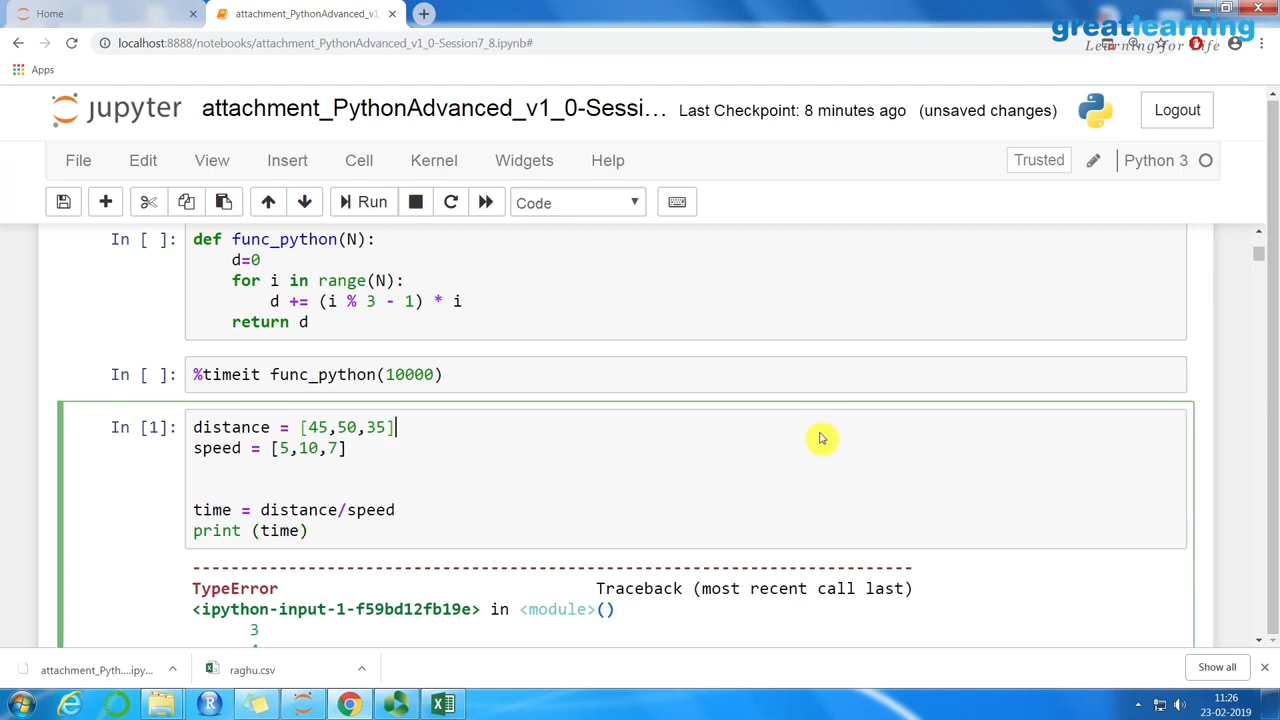 Home
attachment_PythonAdvanced_v1_
greatlearning
Learning for Life
localhost:8888/notebooks/attachment_PythonAdvanced_v1_0-Session7_8.ipynb#
Apps
jupyter attachment_PythonAdvanced_v1_0-Sessi... Last Checkpoint: 8 minutes ago (unsaved changes) Logout
File Edit View Insert Cell Kernel Widgets Help Trusted Python 3
Run Code
In [ ]: def func_python(N):
d=0
for i in range(N):
d += (i % 3 - 1) * i
return d
In [ ]: %timeit func_python(10000)
In [1]: distance = [45,50,35]
speed = [5,10,7]
time = distance/speed
print (time)
---------------------------------------------------------------------------
TypeError Traceback (most recent call last)
<ipython-input-1-f59bd12fb19e> in <module>()
3
attachment_Pyth....ipy... raghu.csv Show all
11:26
23-02-2019